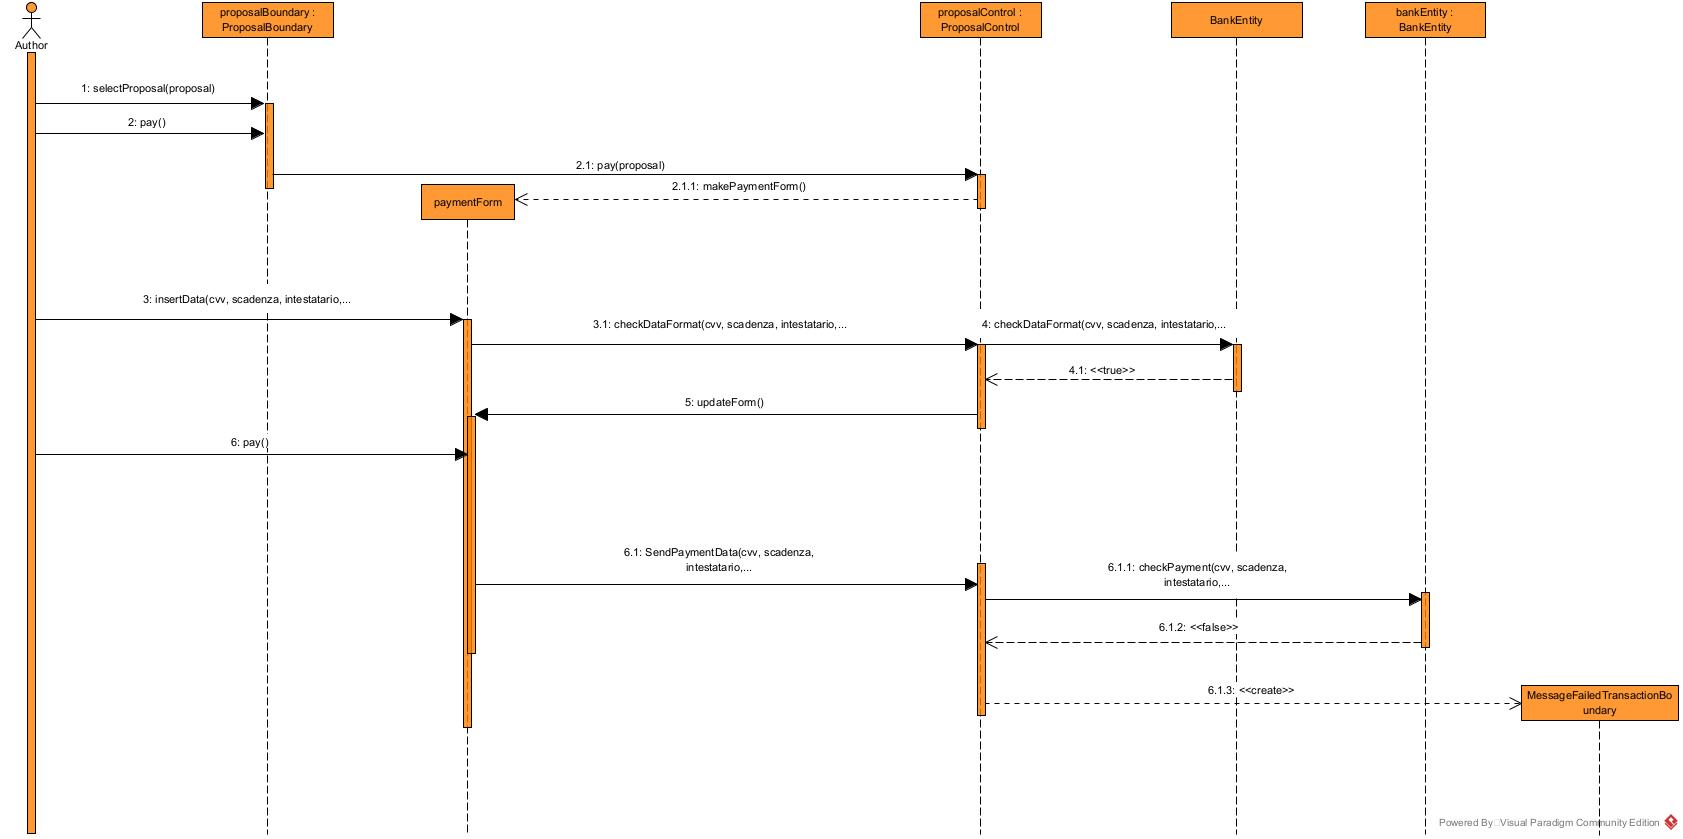 proposalBoundary :
ProposalBoundary
proposalControl :
ProposalControl
BankEntity
bankEntity :
BankEntity
Author
1: selectProposal(proposal)
2: pay()
2.1: pay(proposal)
2.1.1: makePaymentForm()
paymentForm
3: insertData(cvv, scadenza, intestatario,...
3.1: checkDataFormat(cvv, scadenza, intestatario,...
4: checkDataFormat(cvv, scadenza, intestatario,...
4.1: <<true>>
5: updateForm()
6: pay()
6.1: SendPaymentData(cvv, scadenza,
intestatario,...
6.1.1: checkPayment(cvv, scadenza,
intestatario,...
6.1.2: <<false>>
6.1.3: <<create>>
MessageFailedTransactionBo
undary
Powered By Visual Paradigm Community Edition